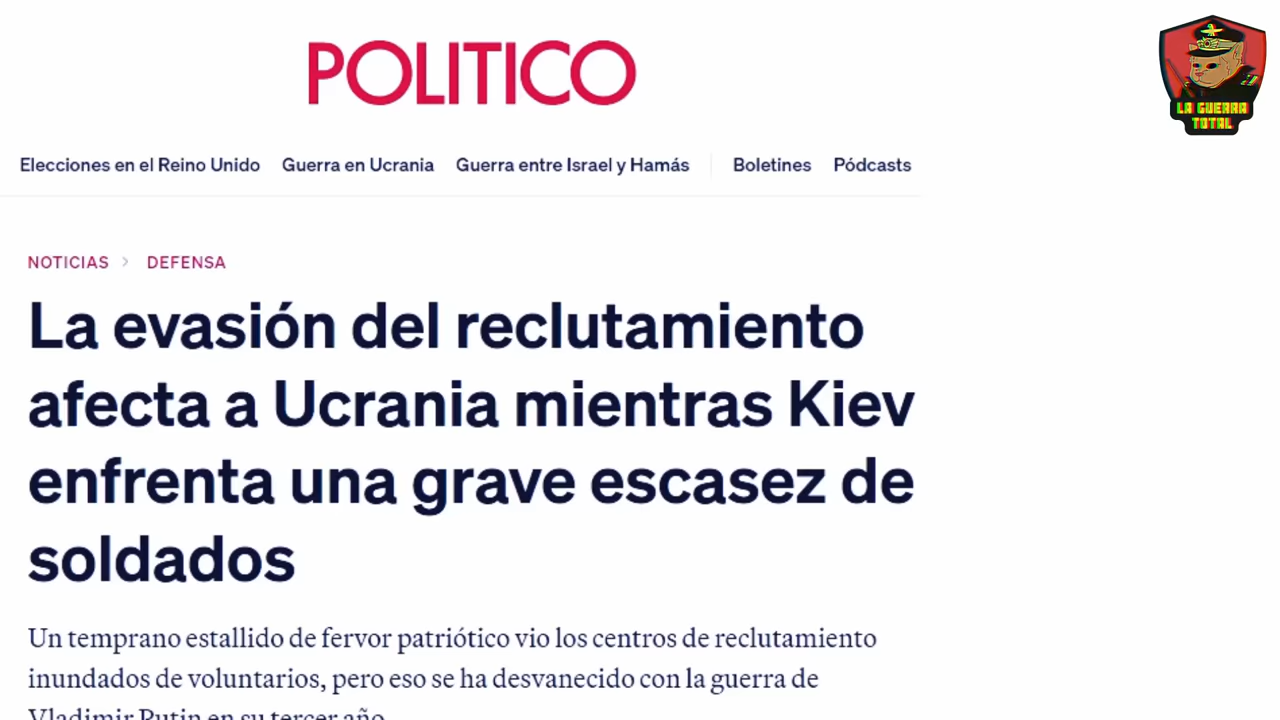 POLITICO
LA GUERRA
TOTAL
Elecciones en el Reino Unido Guerra en Ucrania Guerra entre Israel y Hamás Boletines Pódcasts
NOTICIAS > DEFENSA
La evasión del reclutamiento
afecta a Ucrania mientras Kiev
enfrenta una grave escasez de
soldados
Un temprano estallido de fervor patriótico vio los centros de reclutamiento
inundados de voluntarios, pero eso se ha desvanecido con la guerra de
Vladimir Putin en su tercer año.